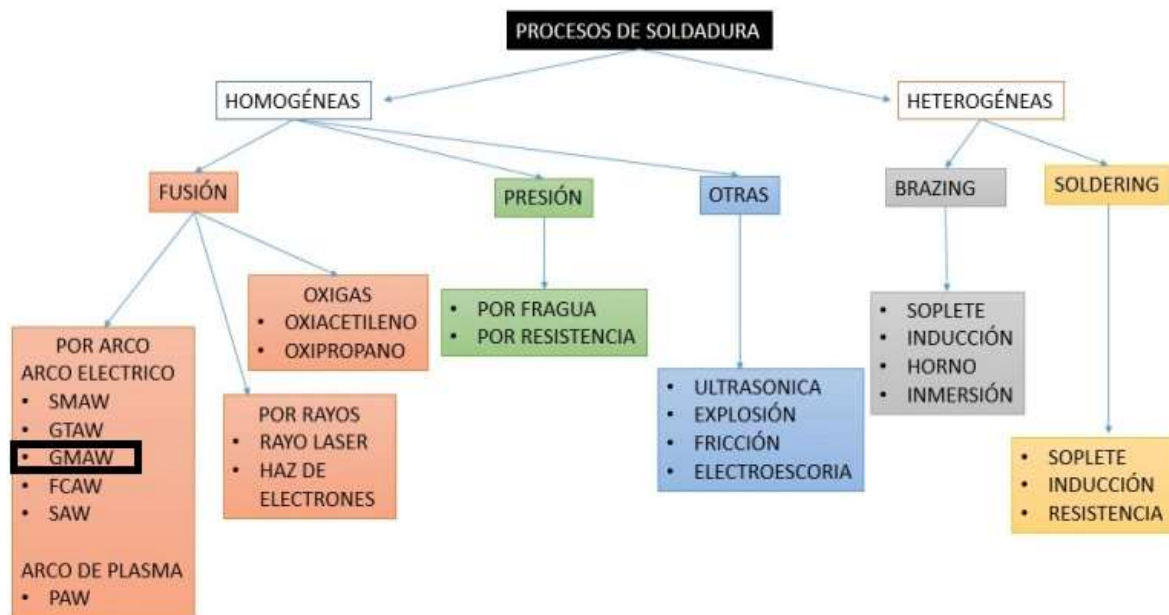 PROCESOS DE SOLDADURA
HOMOGÉNEAS
HETEROGÉNEAS
FUSIÓN
PRESIÓN
OTRAS
BRAZING
SOLDERING
POR ARCO
ARCO ELECTRICO
• SMAW
• GTAW
• GMAW
• FCAW
• SAW
ARCO DE PLASMA
• PAW
POR RAYOS
• RAYO LASER
• HAZ DE
ELECTRONES
OXIGAS
• OXIACETILENO
• OXIPROPANO
• POR FRAGUA
• POR RESISTENCIA
• ULTRASONICA
• EXPLOSIÓN
• FRICCIÓN
• ELECTROESCORIA
• SOPLETE
• INDUCCIÓN
• HORNO
• INMERSIÓN
• SOPLETE
• INDUCCIÓN
• RESISTENCIA